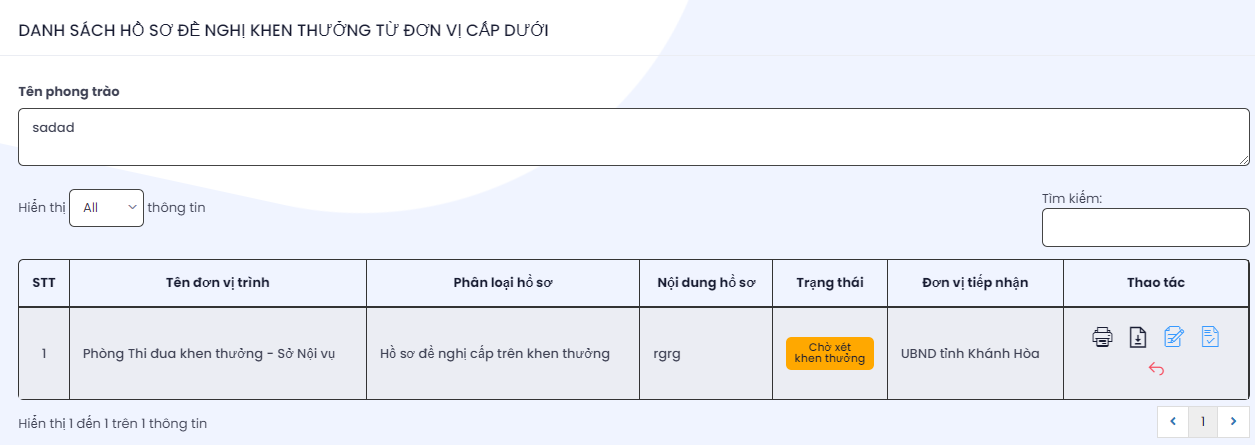 DANH SÁCH HỒ SƠ ĐỀ NGHỊ KHEN THƯỞNG TỪ ĐƠN VỊ CẤP DƯỚI
Tên phong trào
sadad
Hiển thị All thông tin
Tìm kiếm:
STT Tên đơn vị trình Phân loại hồ sơ Nội dung hồ sơ Trạng thái Đơn vị tiếp nhận Thao tác
1 Phòng Thi đua khen thưởng - Sở Nội vụ Hồ sơ đề nghị cấp trên khen thưởng rgrg Chờ xét
khen thưởng UBND tỉnh Khánh Hòa
Hiển thị 1 đến 1 trên 1 thông tin
1